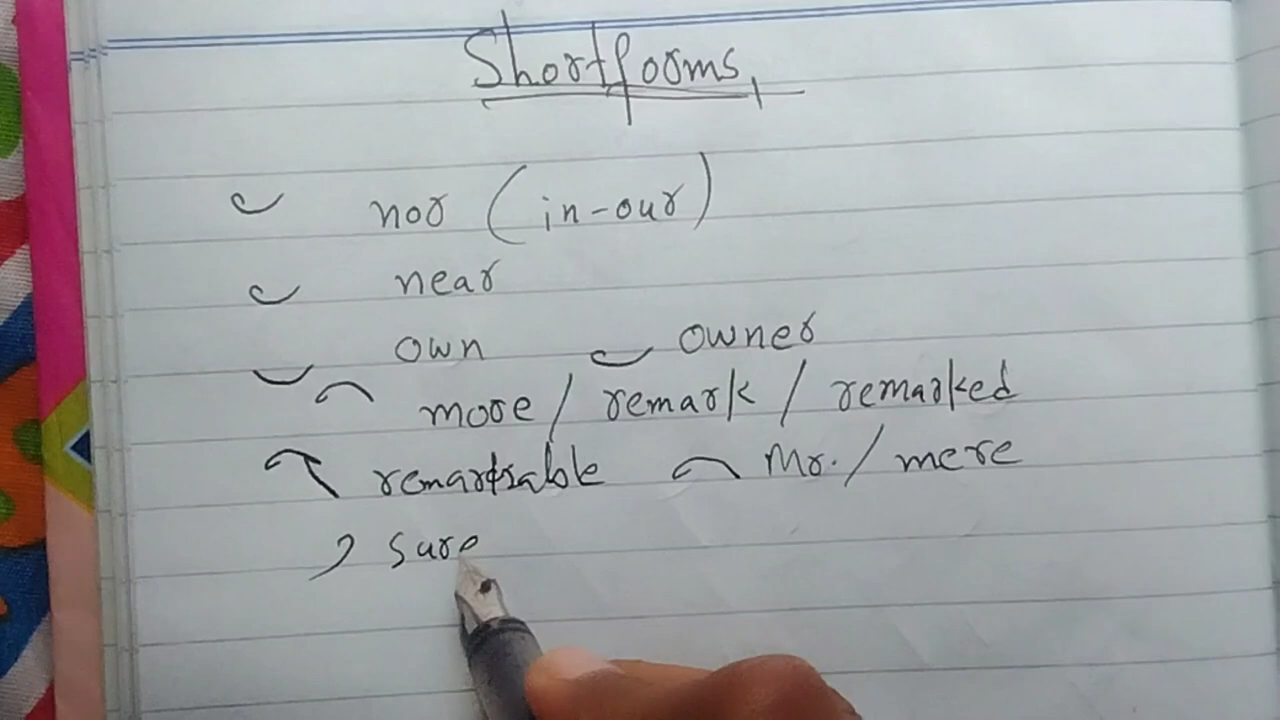 Shortforms
nor (in-our)
near
own owner
more / remark / remarked
remarkable Mr. / mere
sure